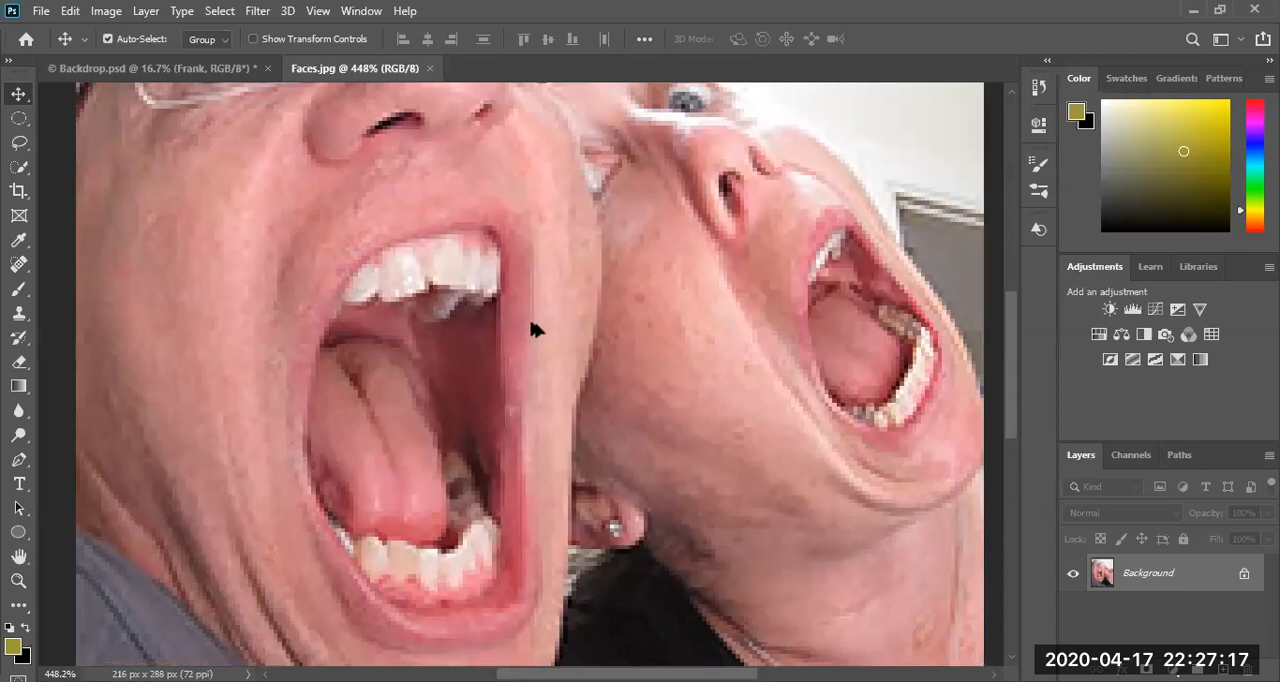 Ps File Edit Image Layer Type Select Filter 3D View Window Help
Auto-Select: Group Show Transform Controls 3D Mode:
© Backdrop.psd @ 16.7% (Frank, RGB/8*) * × Faces.jpg @ 448% (RGB/8) ×
Color Swatches Gradients Patterns
Adjustments Learn Libraries
Add an adjustment
Layers Channels Paths
Kind
Normal Opacity: 100%
Lock: Fill: 100%
Background
448.2% 216 px x 288 px (72 ppi)
2020-04-17 22:27:17